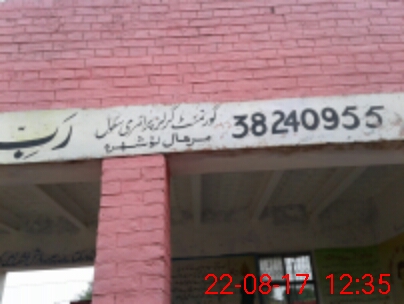 گورنمنٹ گرلز پرائمری سکول 38240955
مرہال نوشہرہ
رَبِّ
22-08-17 12:35